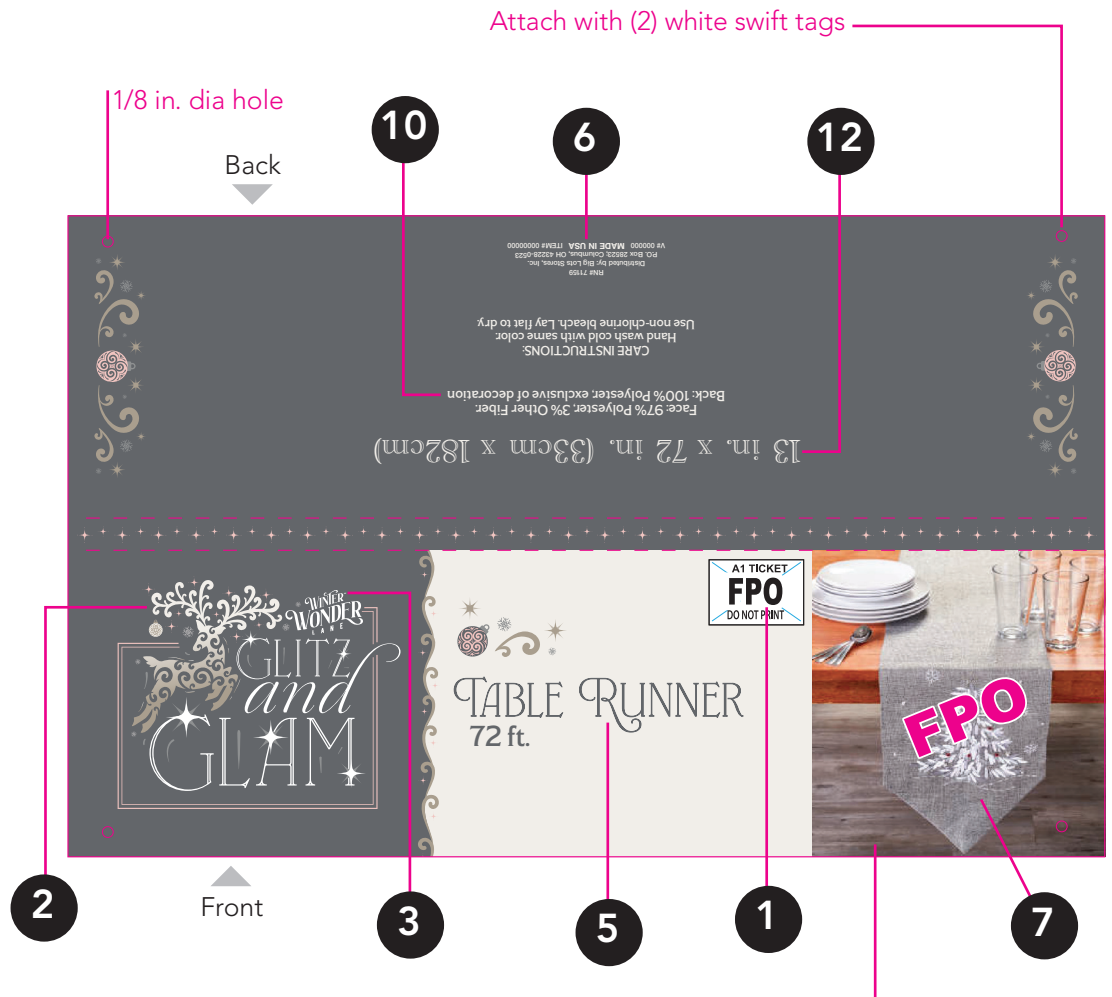 Attach with (2) white swift tags
1/8 in. dia hole
10
6
12
Back
V# 000000 MADE IN USA ITEM# 0000000000
P.O. Box 28523; Columbus, OH 43228-0523
Distributed by: Big Lots Stores, Inc.
RN# 71159
Use non-chlorine bleach. Lay flat to dry.
Hand wash cold with same color.
CARE INSTRUCTIONS:
Back: 100% Polyester, exclusive of decoration
Face: 97% Polyester, 3% Other Fiber.
13 in. x 72 in. (33cm x 182cm)
WINTER
WONDER
LANE
GLITZ
and
GLAM
TABLE RUNNER
72 ft.
A1 TICKET
FPO
DO NOT PRINT
FPO
2
Front
3
5
1
7